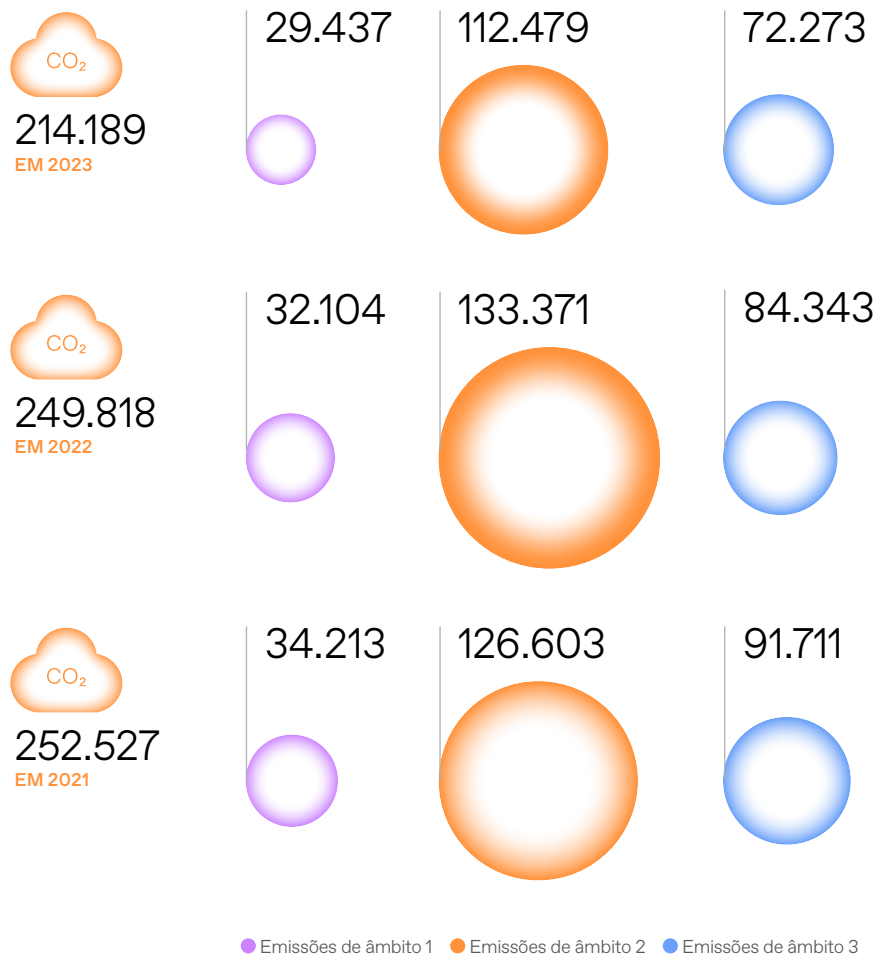 CO₂
214.189
EM 2023
29.437
112.479
72.273
CO₂
249.818
EM 2022
32.104
133.371
84.343
CO₂
252.527
EM 2021
34.213
126.603
91.711
Emissões de âmbito 1 Emissões de âmbito 2 Emissões de âmbito 3